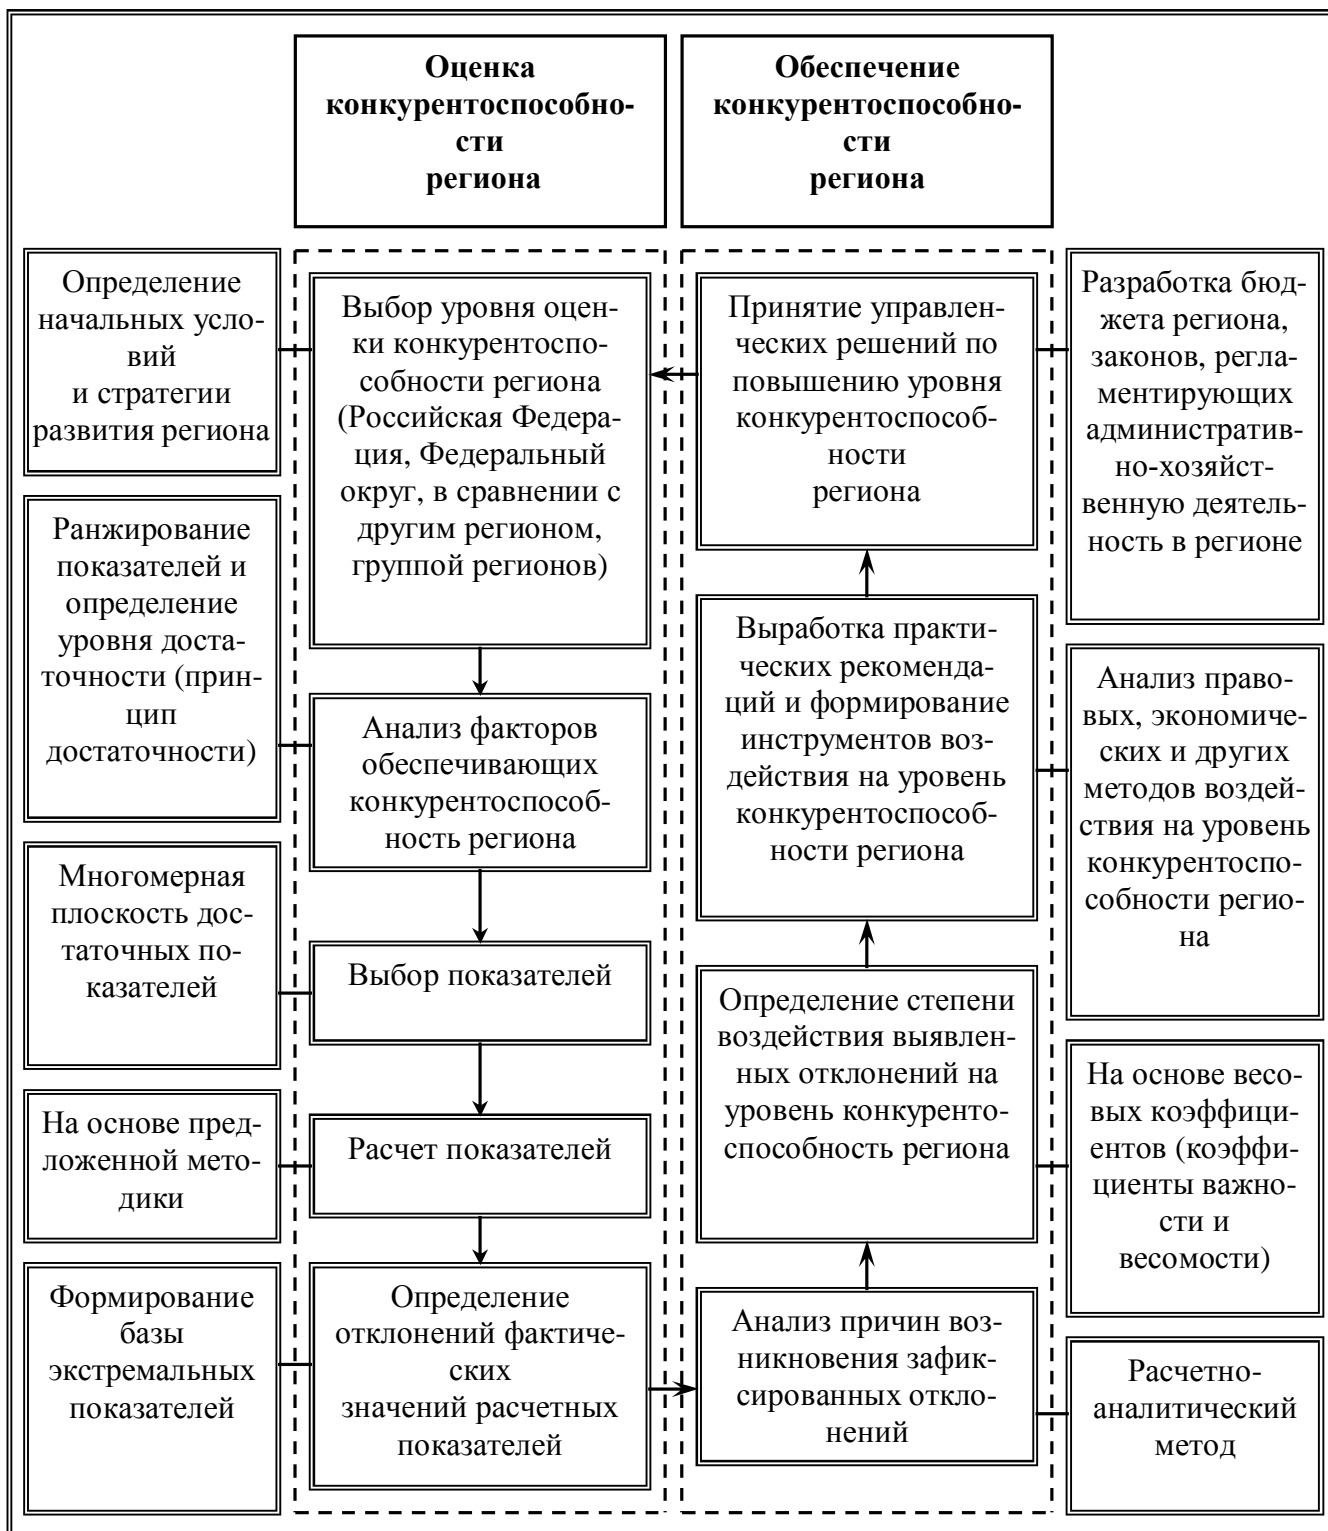 Оценка
конкурентоспособно-
сти
региона
Обеспечение
конкурентоспособно-
сти
региона
Определение
начальных усло-
вий
и стратегии
развития региона
Ранжирование
показателей и
определение
уровня доста-
точности (прин-
цип
достаточности)
Многомерная
плоскость дос-
таточных по-
казателей
На основе пред-
ложенной мето-
дики
Формирование
базы
экстремальных
показателей
Выбор уровня оцен-
ки конкурентоспо-
собности региона
(Российская Федера-
ция, Федеральный
округ, в сравнении с
другим регионом,
группой регионов)
Анализ факторов
обеспечивающих
конкурентоспособ-
ность региона
Выбор показателей
Расчет показателей
Определение
отклонений фактиче-
ских
значений расчетных
показателей
Принятие управлен-
ческих решений по
повышению уровня
конкурентоспособ-
ности
региона
Выработка практи-
ческих рекоменда-
ций и формирование
инструментов воз-
действия на уровень
конкурентоспособ-
ности региона
Определение степени
воздействия выявлен-
ных отклонений на
уровень конкуренто-
способность региона
Анализ причин воз-
никновения зафик-
сированных откло-
нений
Разработка бюд-
жета региона,
законов, регла-
ментирующих
административ-
но-хозяйст-
венную деятель-
ность в регионе
Анализ право-
вых, экономиче-
ских и других
методов воздей-
ствия на уровень
конкурентоспо-
собности регио-
на
На основе весо-
вых коэффици-
ентов (коэффи-
циенты важно-
сти и
весомости)
Расчетно-
аналитический
метод